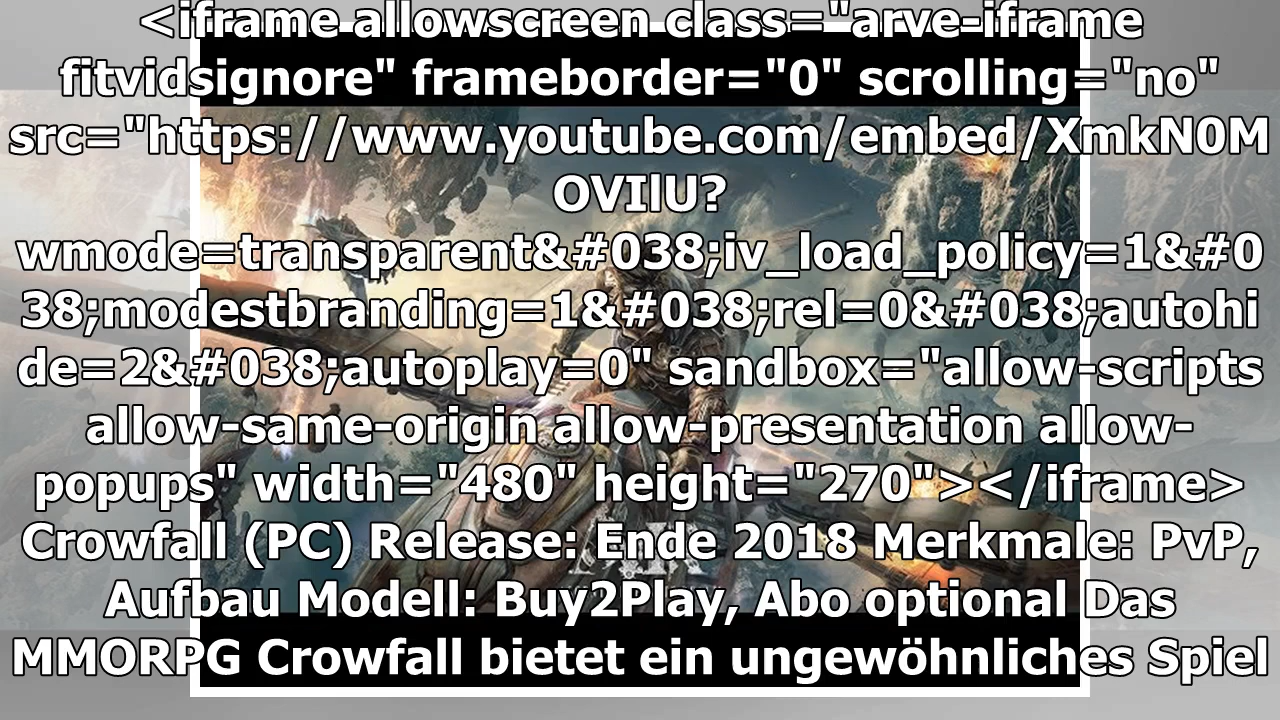 <iframe allowscreen class="arve-iframe
fitvidsignore" frameborder="0" scrolling="no"
src="https://www.youtube.com/embed/XmkN0M
OVIlU?
wmode=transparent&#038;iv_load_policy=1&#0
38;modestbranding=1&#038;rel=0&#038;autohi
de=2&#038;autoplay=0" sandbox="allow-scripts
allow-same-origin allow-presentation allow-
popups" width="480" height="270"></iframe>
Crowfall (PC) Release: Ende 2018 Merkmale: PvP,
Aufbau Modell: Buy2Play, Abo optional Das
MMORPG Crowfall bietet ein ungewöhnliches Spiel